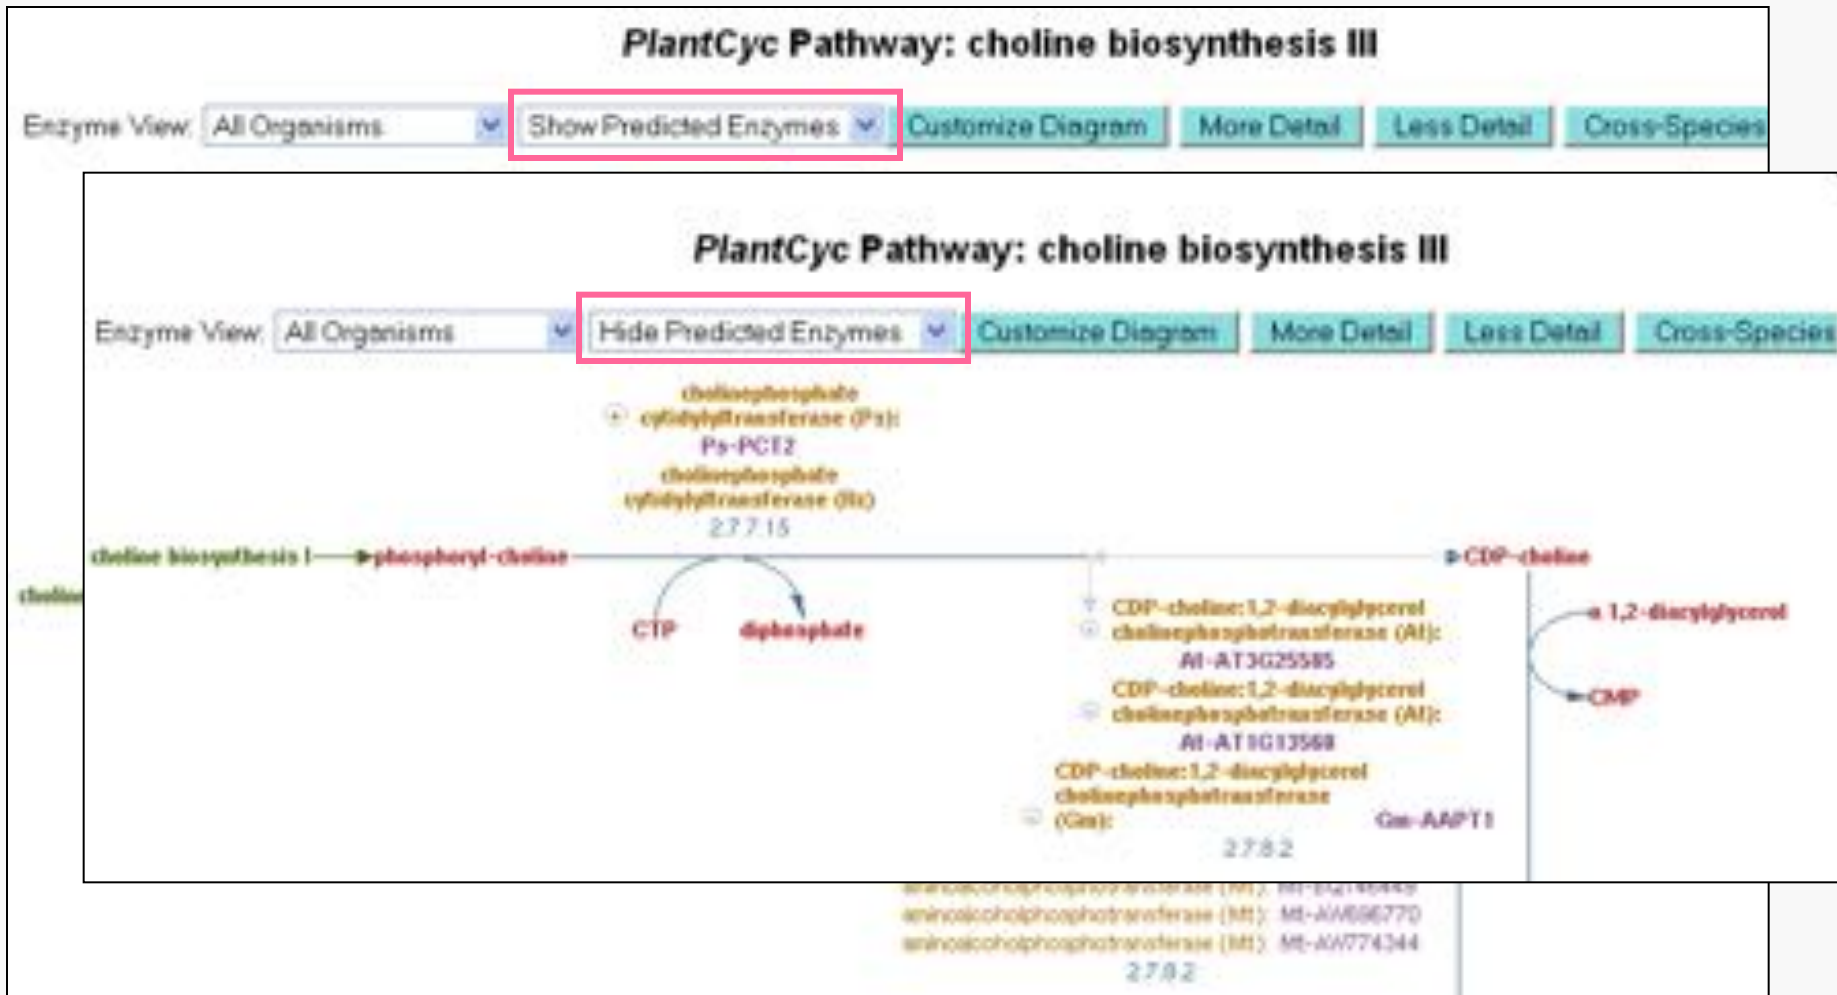 PlantCyc Pathway: choline biosynthesis III
Enzyme View: All Organisms Show Predicted Enzymes Customize Diagram More Detail Less Detail Cross-Species
PlantCyc Pathway: choline biosynthesis III
Enzyme View: All Organisms Hide Predicted Enzymes Customize Diagram More Detail Less Detail Cross-Species
cholinephosphate
cytidylyltransferase (Ps):
Ps-PCT2
cholinephosphate
cytidylyltransferase
2.7.7.15
choline biosynthesis I phosphoryl-choline CDP-choline
choline
CTP diphosphate
a 1,2-diacylglycerol
CDP-choline:1,2-diacylglycerol
cholinephosphotransferase (At):
At-AT3G25585
CDP-choline:1,2-diacylglycerol
cholinephosphotransferase (At):
At-AT1G13560
CMP
CDP-choline:1,2-diacylglycerol
cholinephosphotransferase
(Gm): Gm-AAPT1
2.7.8.2
aminoalcoholphosphotransferase (Mt):
aminoalcoholphosphotransferase (Mt): Mt-AW696770
aminoalcoholphosphotransferase (Mt): Mt-AW774344
2.7.8.2